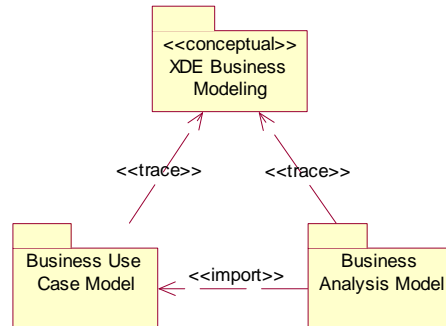 <<conceptual>>
XDE Business
Modeling
<<trace>>
<<trace>>
Business Use
Case Model
<<import>>
Business
Analysis Model